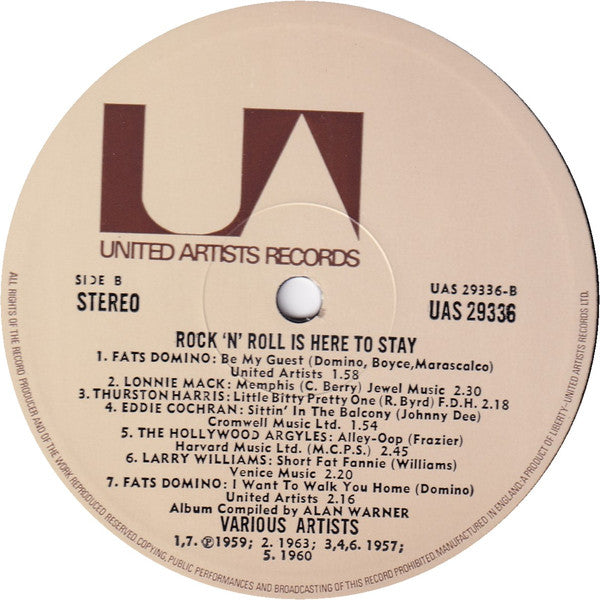 UA
UNITED ARTISTS RECORDS
SIDE B
STEREO
UAS 29336-B
UAS 29336
ROCK 'N' ROLL IS HERE TO STAY
1. FATS DOMINO: Be My Guest (Domino, Boyce,Marascalco)
United Artists 1.58
2. LONNIE MACK: Memphis (C. Berry) Jewel Music 2.30
3. THURSTON HARRIS: Little Bitty Pretty One (R. Byrd) F.D.H. 2.18
4. EDDIE COCHRAN: Sittin' In The Balcony (Johnny Dee)
Cromwell Music Ltd. 1.54
5. THE HOLLYWOOD ARGYLES: Alley-Oop (Frazier)
Harvard Music Ltd. (M.C.P.S.) 2.45
6. LARRY WILLIAMS: Short Fat Fannie (Williams)
Venice Music 2.20
7. FATS DOMINO: I Want To Walk You Home (Domino)
United Artists 2.16
Album Compiled by ALAN WARNER
VARIOUS ARTISTS
1,7. ℗1959; 2. 1963; 3,4,6. 1957;
5. 1960
ALL RIGHTS OF THE RECORD PRODUCER AND OF THE WORK REPRODUCED RESERVED. COPYING, PUBLIC PERFORMANCES AND BROADCASTING OF THIS RECORD PROHIBITED. MANUFACTURED IN ENGLAND. A PRODUCT OF LIBERTY-UNITED ARTISTS RECORDS LTD.